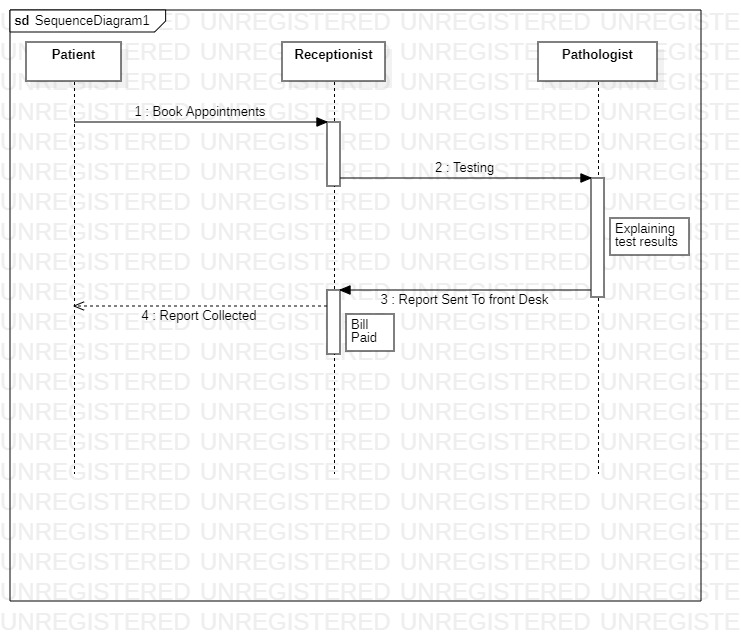 sd SequenceDiagram1
Patient
Receptionist
Pathologist
1 : Book Appointments
2 : Testing
Explaining
test results
3 : Report Sent To front Desk
4 : Report Collected
Bill
Paid
UNREGISTERED UNREGISTERED UNREGISTERED UNREGISTERED